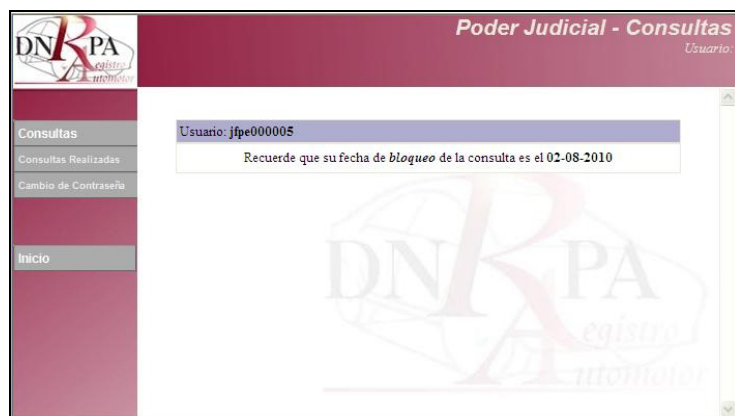 Poder Judicial - Consultas
Usuario:
DNRPA
Registro
Automotor
Consultas
Consultas Realizadas
Cambio de Contraseña
Inicio
Usuario: jfpe000005
Recuerde que su fecha de bloqueo de la consulta es el 02-08-2010
DNRPA
Registro
Automotor